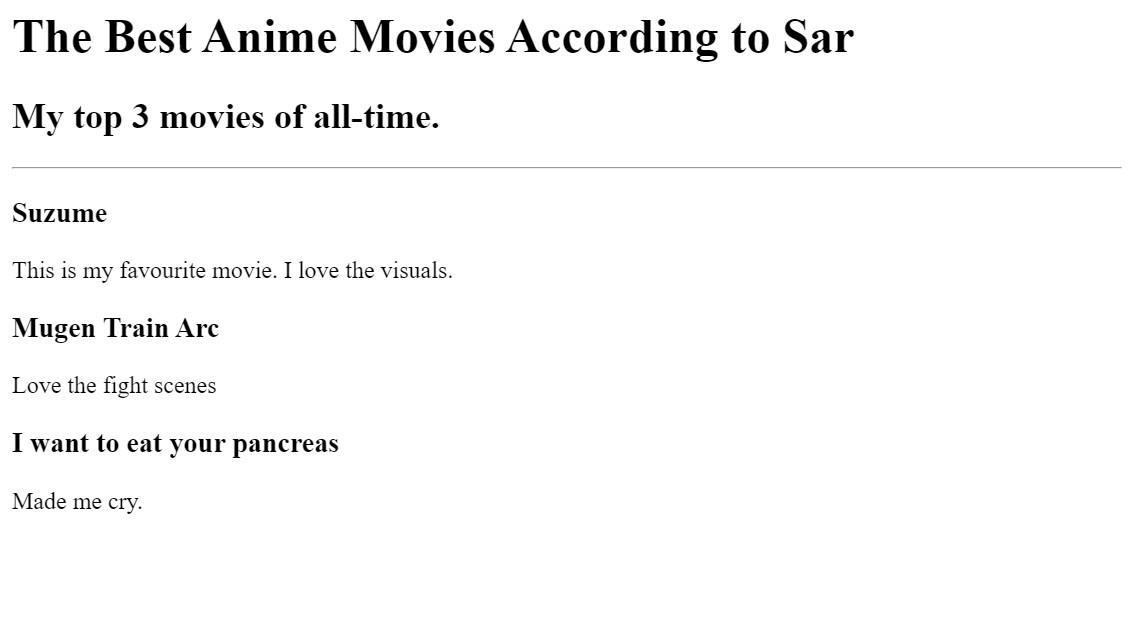 The Best Anime Movies According to Sar
My top 3 movies of all-time.
Suzume
This is my favourite movie. I love the visuals.
Mugen Train Arc
Love the fight scenes
I want to eat your pancreas
Made me cry.